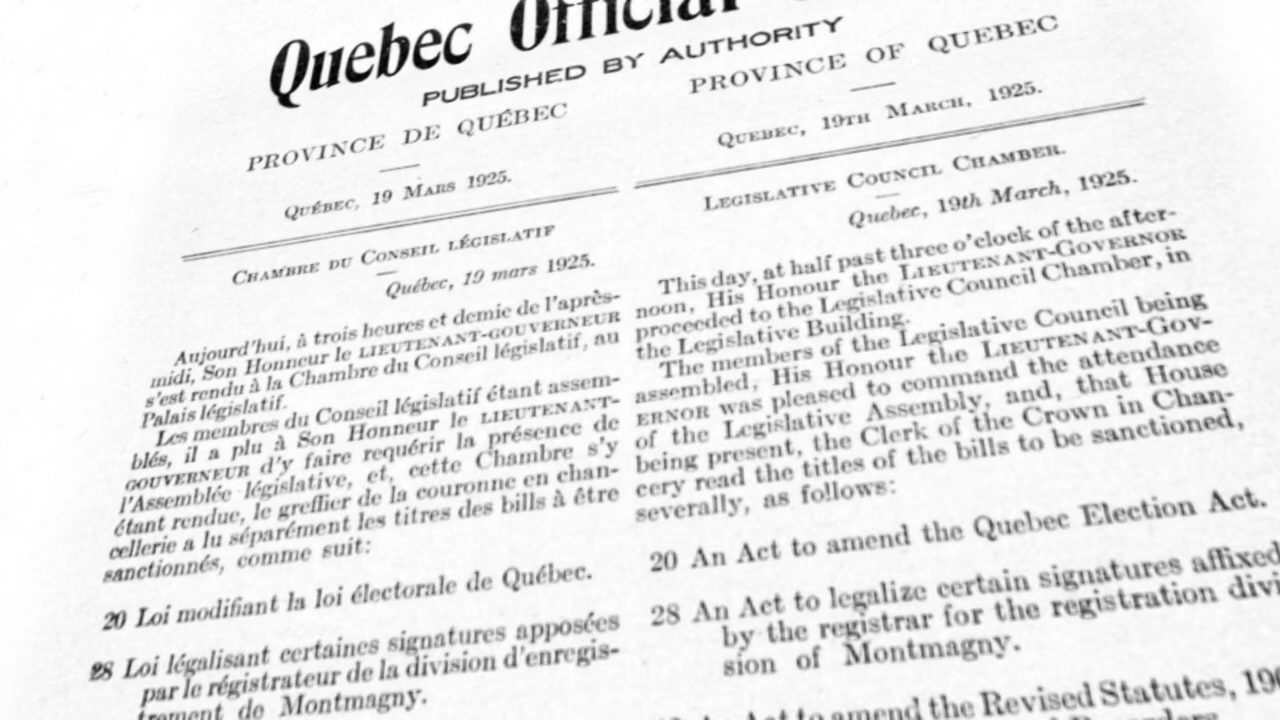 Quebec Official
PUBLISHED BY AUTHORITY
PROVINCE DE QUÉBEC
QUÉBEC, 19 MARS 1925.
CHAMBRE DU CONSEIL LÉGISLATIF
Québec, 19 mars 1925.
Aujourd'hui, à trois heures et demie de l'après-
midi, Son Honneur le LIEUTENANT-GOUVERNEUR
s'est rendu à la Chambre du Conseil législatif, au
Palais législatif.
Les membres du Conseil législatif étant assem-
blés, il a plu à Son Honneur le LIEUTENANT-
GOUVERNEUR d'y faire requérir la présence de
l'Assemblée législative, et, cette Chambre s'y
étant rendue, le greffier de la couronne en chan-
cellerie a lu séparément les titres des bills à être
sanctionnés, comme suit:
20 Loi modifiant la loi électorale de Québec.
28 Loi légalisant certaines signatures apposées
par le régistrateur de la division d'enregis-
trement de Montmagny.
PROVINCE OF QUEBEC
QUEBEC, 19TH MARCH, 1925.
LEGISLATIVE COUNCIL CHAMBER.
Quebec, 19th March, 1925.
This day, at half past three o'clock of the after-
noon, His Honour the LIEUTENANT-GOVERNOR
proceeded to the Legislative Council Chamber, in
the Legislative Building.
The members of the Legislative Council being
assembled, His Honour the LIEUTENANT-GOV-
ERNOR was pleased to command the attendance
of the Legislative Assembly, and, that House
being present, the Clerk of the Crown in Chan-
cery read the titles of the bills to be sanctioned,
severally, as follows:
20 An Act to amend the Quebec Election Act.
28 An Act to legalize certain signatures affixed
by the registrar for the registration divi
sion of Montmagny.
An Act to amend the Revised Statutes,